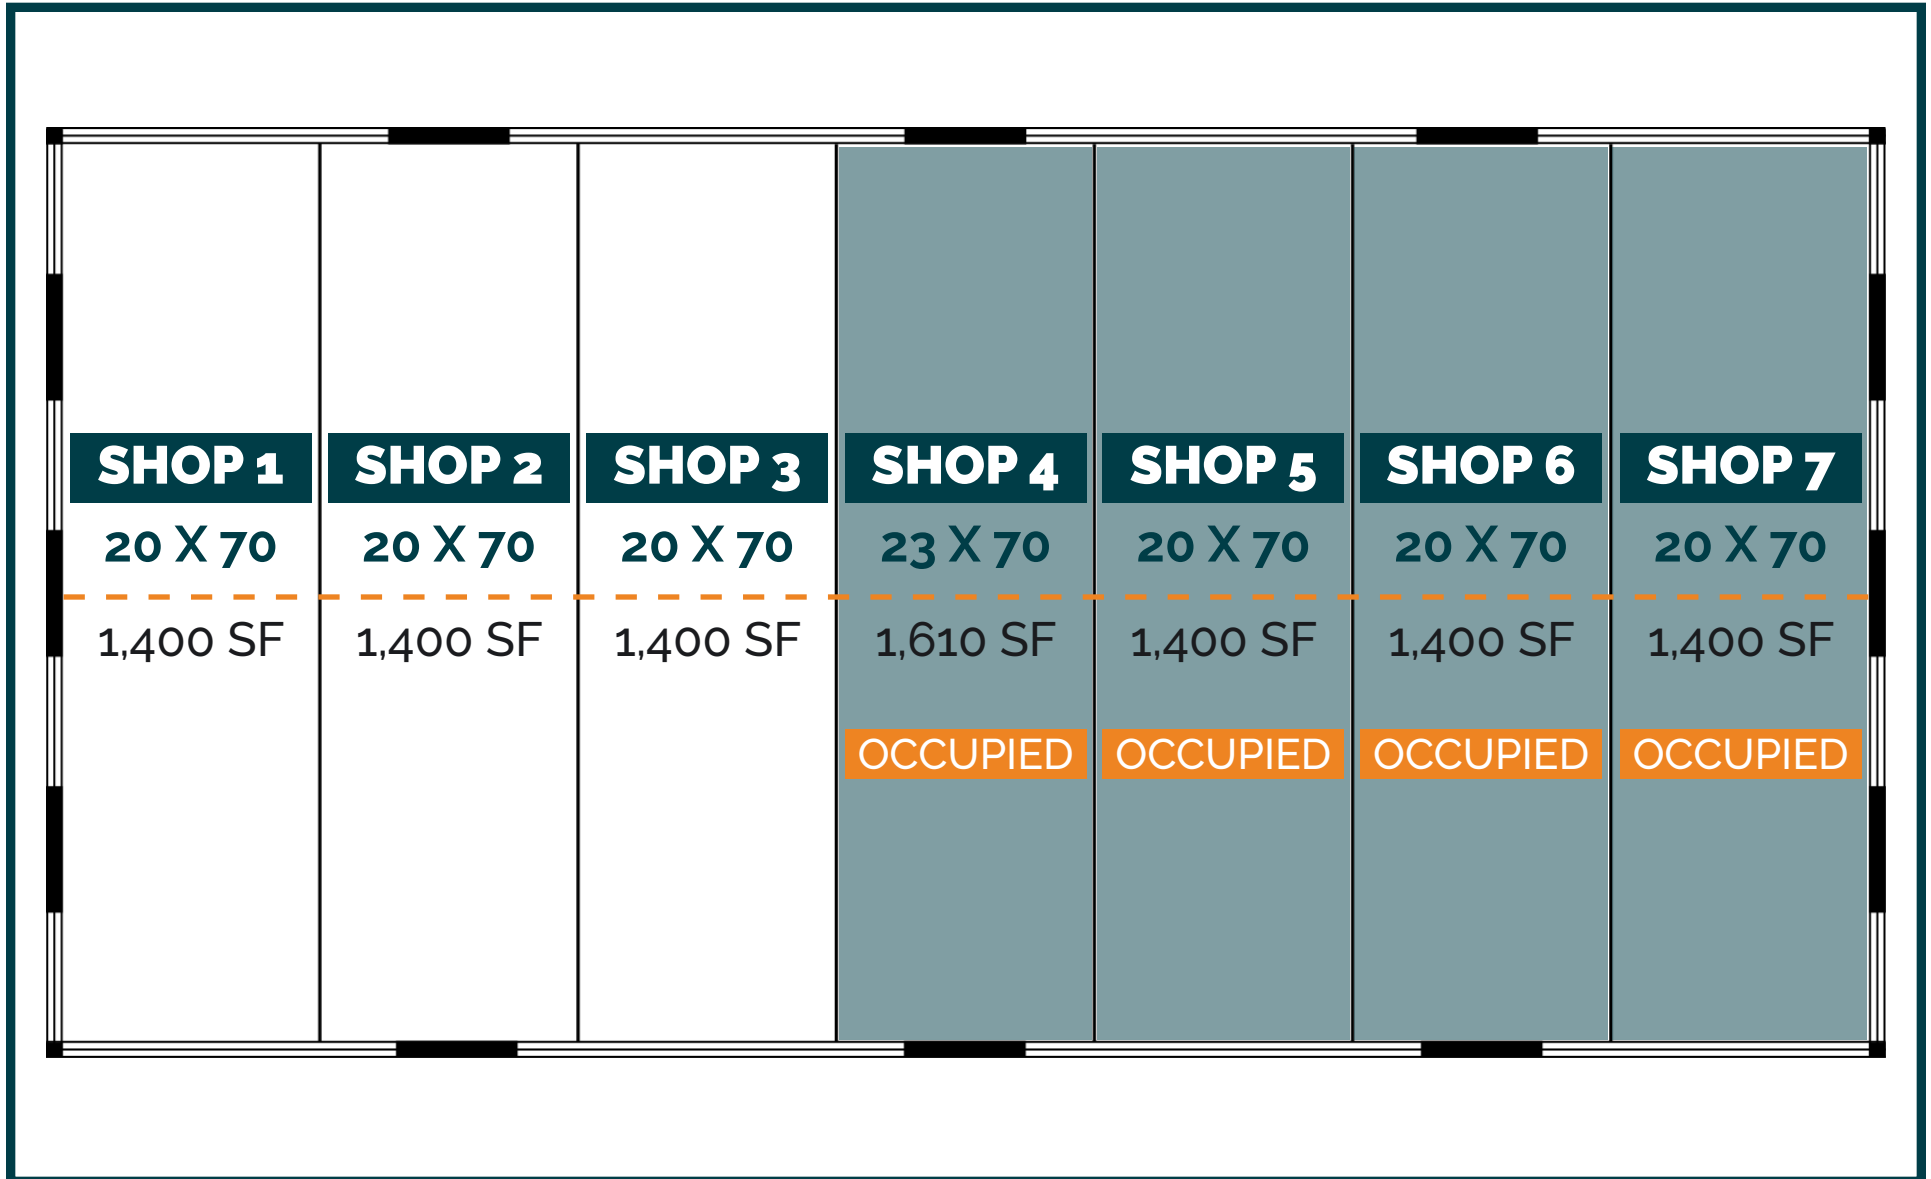 SHOP 1
20 X 70
1,400 SF
SHOP 2
20 X 70
1,400 SF
SHOP 3
20 X 70
1,400 SF
SHOP 4
23 X 70
1,610 SF
OCCUPIED
SHOP 5
20 X 70
1,400 SF
OCCUPIED
SHOP 6
20 X 70
1,400 SF
OCCUPIED
SHOP 7
20 X 70
1,400 SF
OCCUPIED